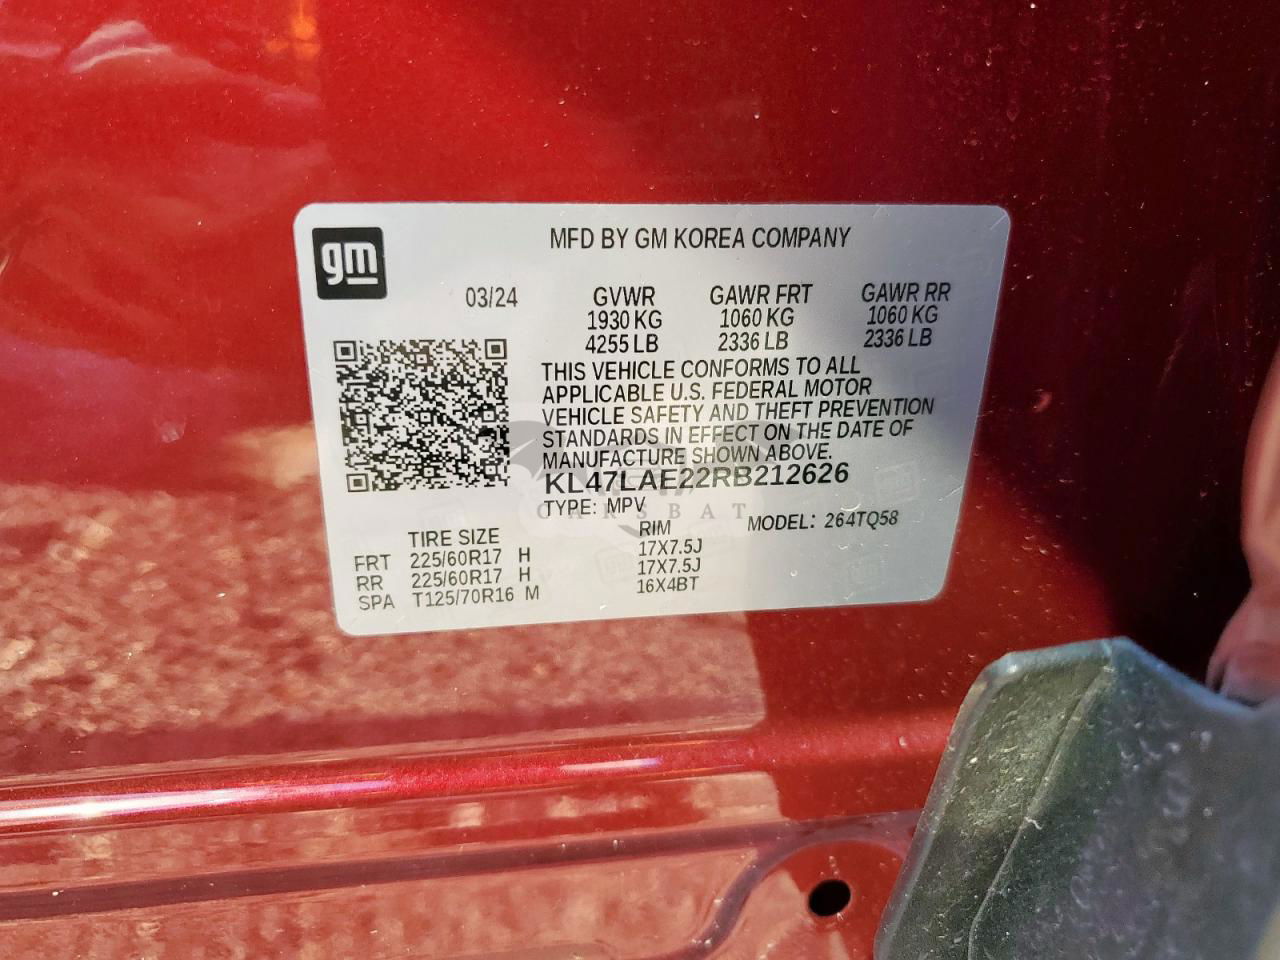 gm
MFD BY GM KOREA COMPANY
03/24
GVWR GAWR FRT GAWR RR
1930 KG 1060 KG 1060 KG
4255 LB 2336 LB 2336 LB
THIS VEHICLE CONFORMS TO ALL
APPLICABLE U.S. FEDERAL MOTOR
VEHICLE SAFETY AND THEFT PREVENTION
STANDARDS IN EFFECT ON THE DATE OF
MANUFACTURE SHOWN ABOVE.
KL47LAE22RB212626
TYPE: MPV MODEL: 264TQ58
CARSBAT
TIRE SIZE RIM
FRT 225/60R17 H 17X7.5J
RR 225/60R17 H 17X7.5J
SPA T125/70R16 M 16X4BT